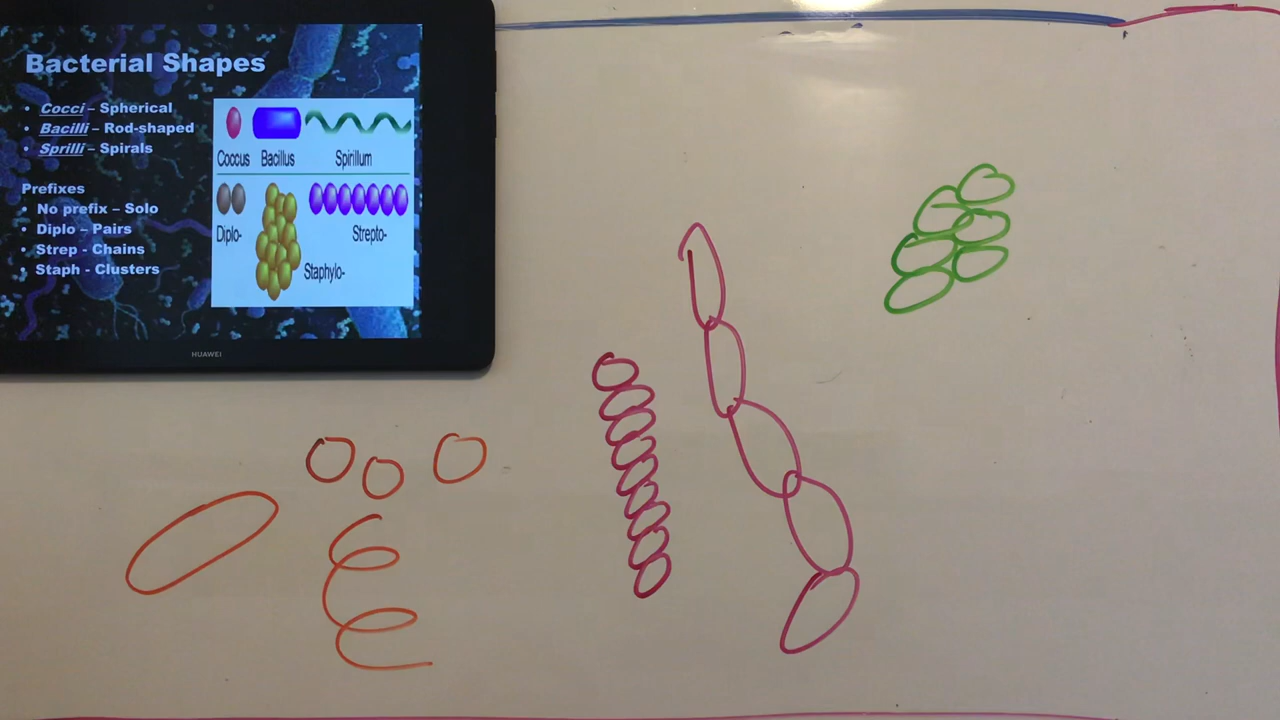 Bacterial Shapes
• Cocci – Spherical
• Bacilli – Rod-shaped
• Sprilli – Spirals
Prefixes
• No prefix – Solo
• Diplo – Pairs
• Strep - Chains
• Staph - Clusters
Coccus Bacillus Spirillum
Diplo- Strepto-
Staphylo-
HUAWEI